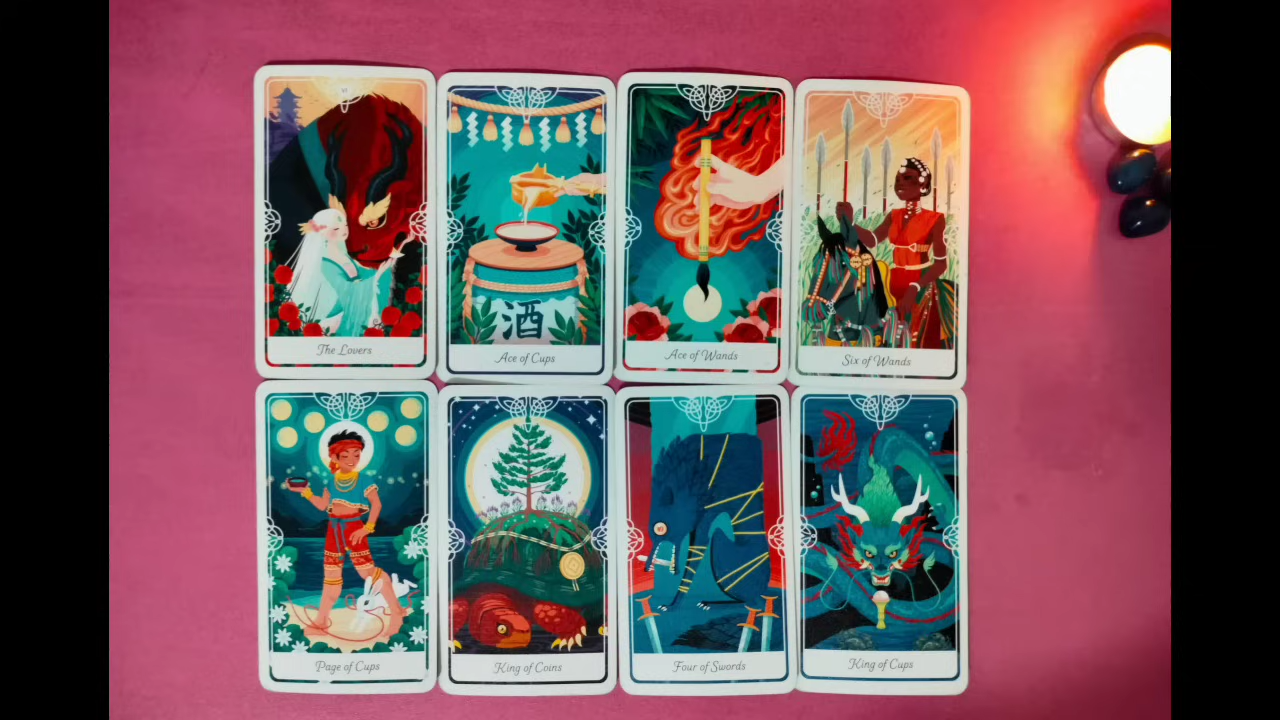 VI
The Lovers
Ace of Cups
酒
Ace of Wands
Six of Wands
Page of Cups
King of Coins
Four of Swords
King of Cups